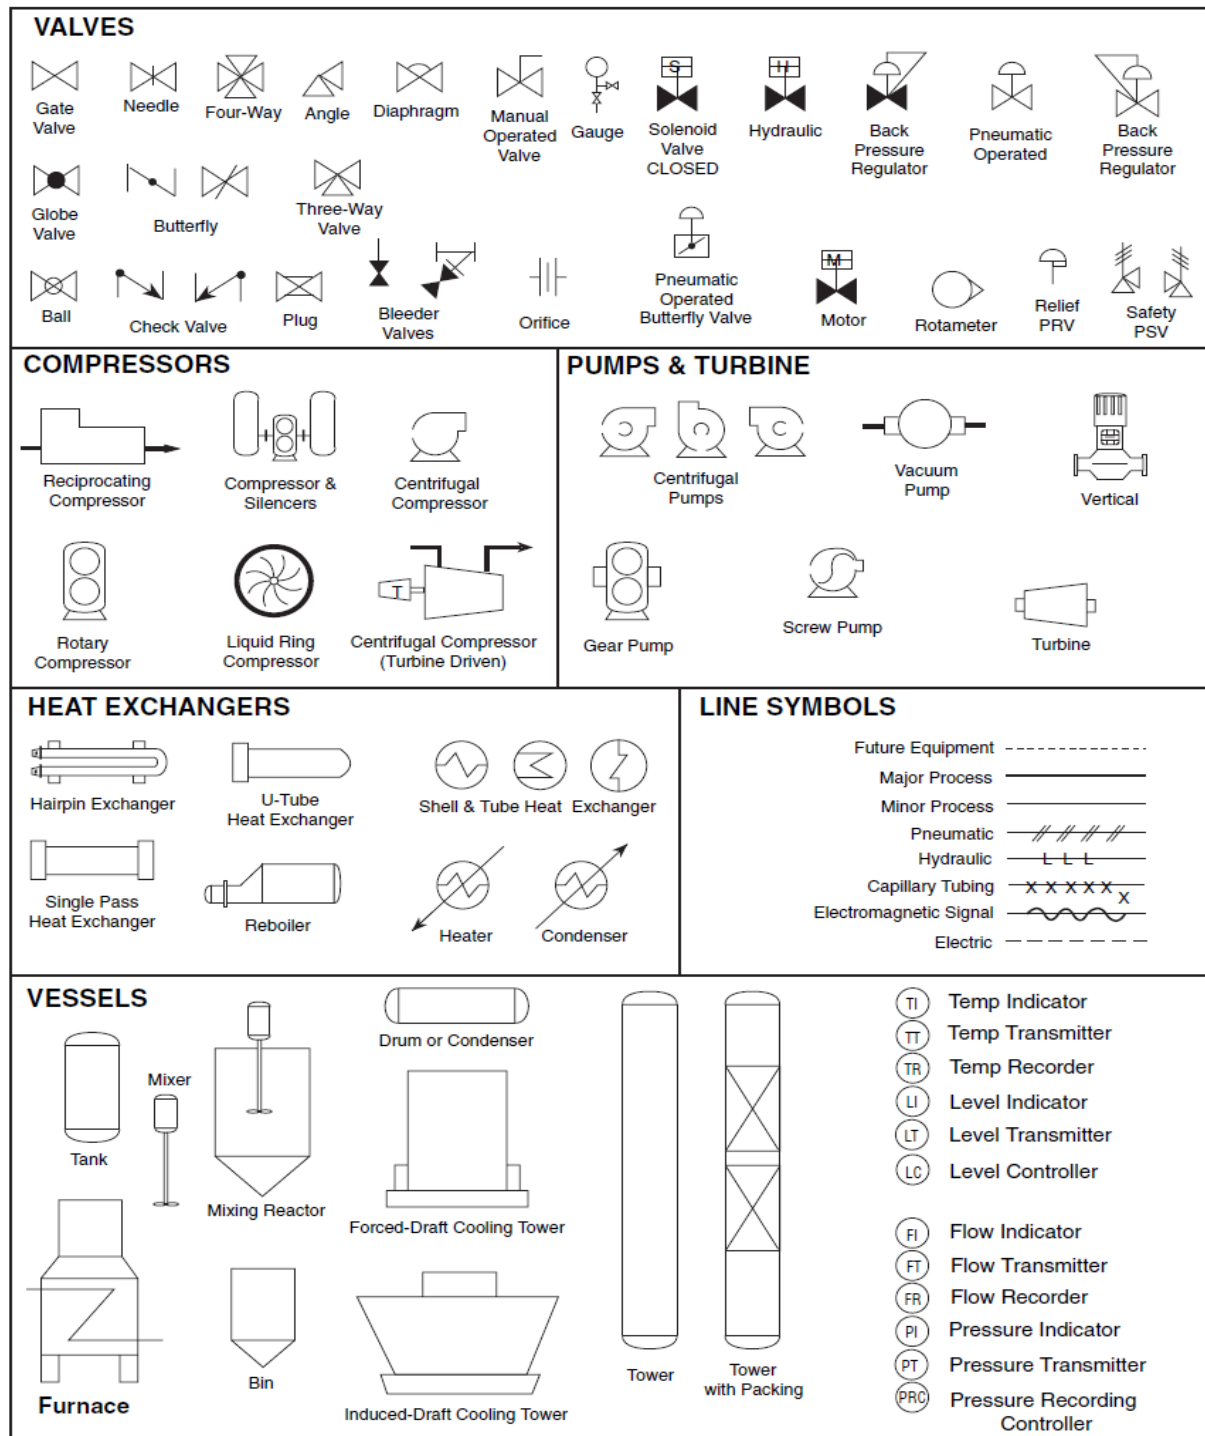 VALVES
Gate
Valve
Needle
Four-Way
Angle
Diaphragm
Manual
Operated
Valve
Gauge
S
Solenoid
Valve
CLOSED
H
Hydraulic
Back
Pressure
Regulator
Pneumatic
Operated
Back
Pressure
Regulator
Globe
Valve
Butterfly
Three-Way
Valve
Ball
Check Valve
Plug
Bleeder
Valves
Orifice
Pneumatic
Operated
Butterfly Valve
M
Motor
Rotameter
Relief
PRV
Safety
PSV
COMPRESSORS
Reciprocating
Compressor
Compressor &
Silencers
Centrifugal
Compressor
Rotary
Compressor
Liquid Ring
Compressor
T
Centrifugal Compressor
(Turbine Driven)
PUMPS & TURBINE
Centrifugal
Pumps
Vacuum
Pump
Vertical
Gear Pump
Screw Pump
Turbine
HEAT EXCHANGERS
Hairpin Exchanger
U-Tube
Heat Exchanger
Shell & Tube Heat Exchanger
Single Pass
Heat Exchanger
Reboiler
Heater
Condenser
LINE SYMBOLS
Future Equipment
Major Process
Minor Process
Pneumatic
Hydraulic L L L
Capillary Tubing X X X X X X
Electromagnetic Signal
Electric
VESSELS
Tank
Mixer
Mixing Reactor
Drum or Condenser
Forced-Draft Cooling Tower
Furnace
Bin
Induced-Draft Cooling Tower
Tower
Tower
with Packing
TI Temp Indicator
TT Temp Transmitter
TR Temp Recorder
LI Level Indicator
LT Level Transmitter
LC Level Controller
FI Flow Indicator
FT Flow Transmitter
FR Flow Recorder
PI Pressure Indicator
PT Pressure Transmitter
PRC Pressure Recording
Controller